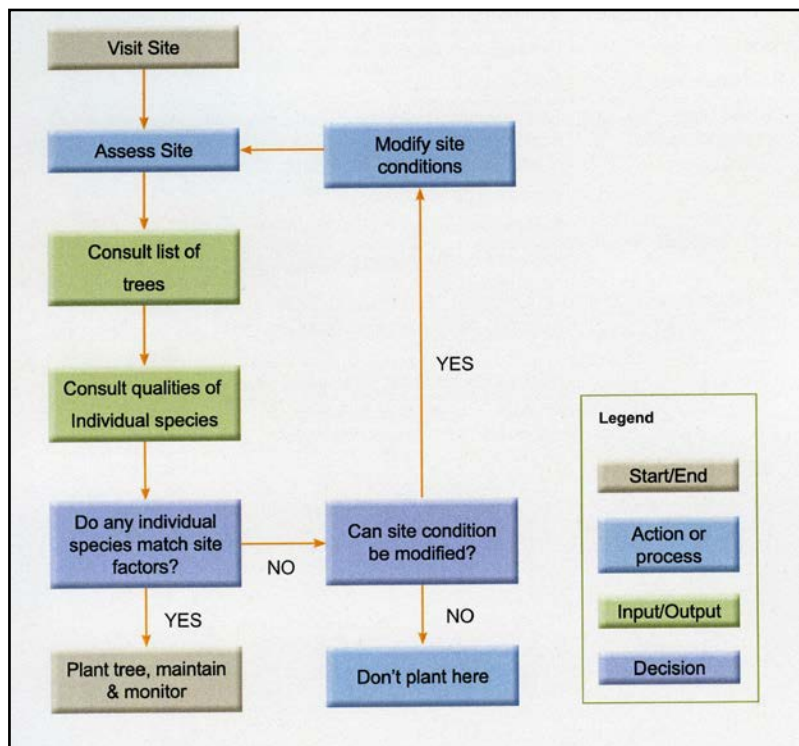 Visit Site
Assess Site
Modify site
conditions
Consult list of
trees
YES
Consult qualities of
Individual species
Legend
Start/End
Do any individual
species match site
factors?
NO
Can site condition
be modified?
Action or
process
YES
NO
Input/Output
Plant tree, maintain
& monitor
Don't plant here
Decision